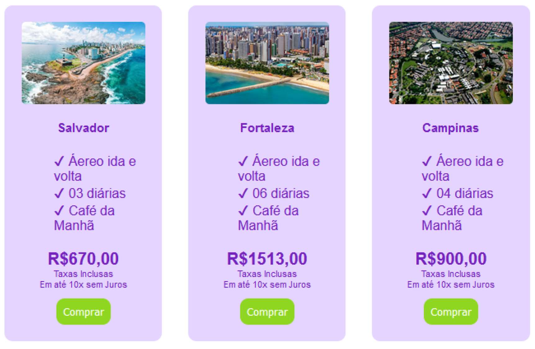 Salvador
✓ Áereo ida e
volta
✓ 03 diárias
✓ Café da
Manhã
R$670,00
Taxas Inclusas
Em até 10x sem Juros
Comprar
Fortaleza
✓ Áereo ida e
volta
✓ 06 diárias
✓ Café da
Manhã
R$1513,00
Taxas Inclusas
Em até 10x sem Juros
Comprar
Campinas
✓ Áereo ida e
volta
✓ 04 diárias
✓ Café da
Manhã
R$900,00
Taxas Inclusas
Em até 10x sem Juros
Comprar